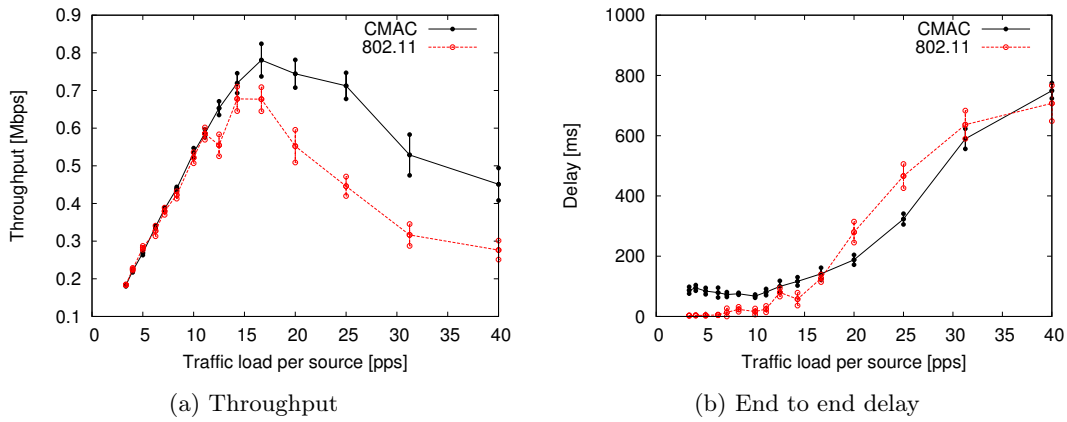 0.9
0.8
0.7
0.6
0.5
0.4
0.3
0.2
0.1
0 5 10 15 20 25 30 35 40
Throughput [Mbps]
Traffic load per source [pps]
CMAC
802.11
(a) Throughput
1000
800
600
400
200
0
0 5 10 15 20 25 30 35 40
Delay [ms]
Traffic load per source [pps]
CMAC
802.11
(b) End to end delay